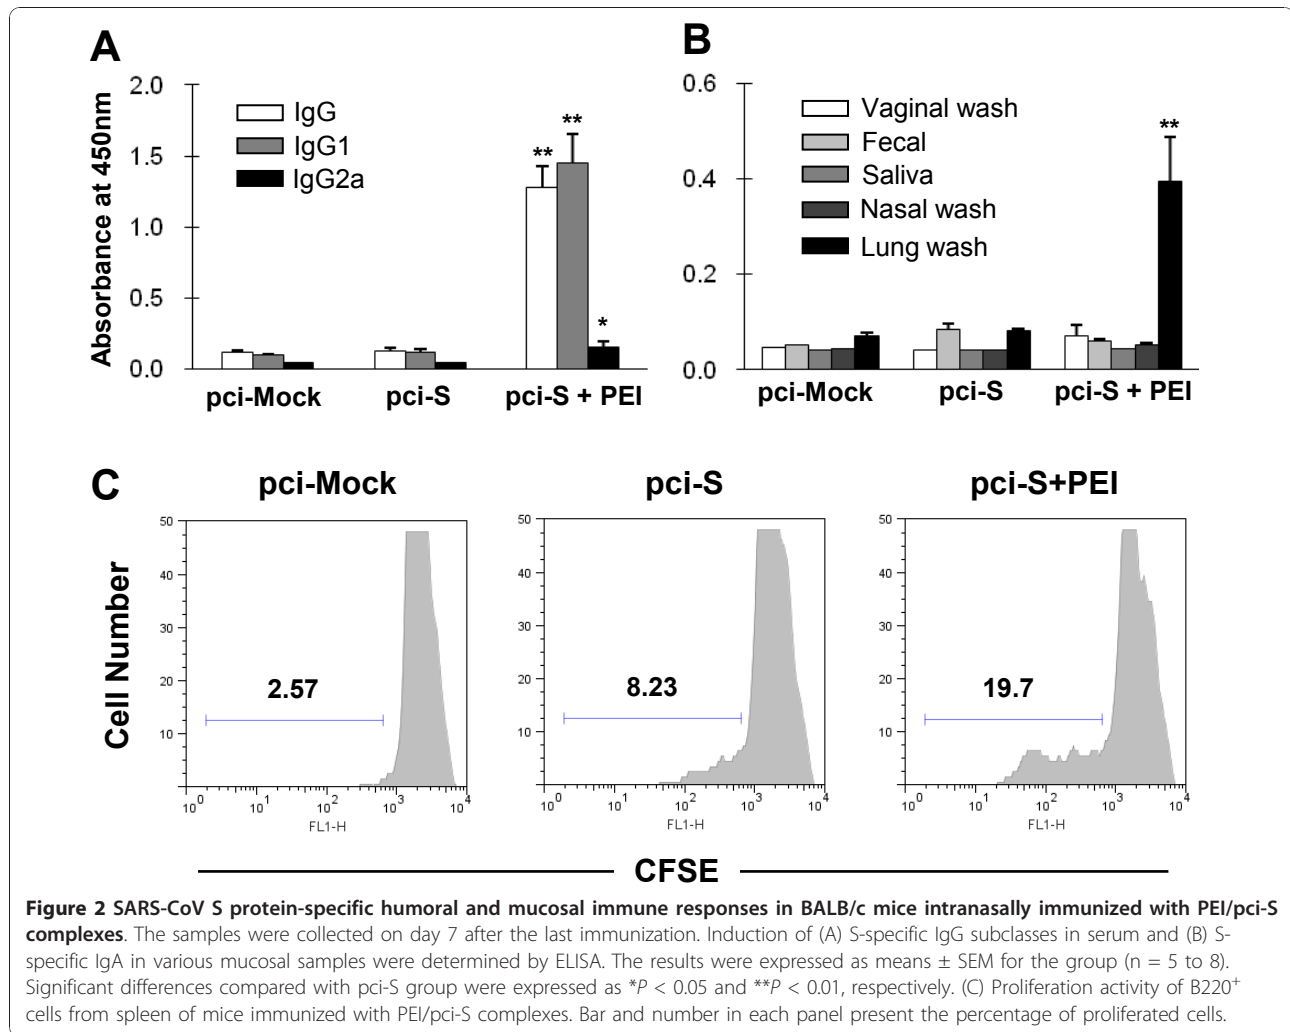 A
Absorbance at 450nm
2.0
1.5
1.0
0.5
0.0
IgG
IgG1
IgG2a
**
**
*
pci-Mock
pci-S
pci-S + PEI
B
0.6
0.4
0.2
0.0
Vaginal wash
Fecal
Saliva
Nasal wash
Lung wash
**
pci-Mock
pci-S
pci-S + PEI
C
Cell Number
pci-Mock
50
40
30
20
10
2.57
10^0 10^1 10^2 10^3 10^4
FL1-H
pci-S
50
40
30
20
10
8.23
10^0 10^1 10^2 10^3 10^4
FL1-H
pci-S+PEI
50
40
30
20
10
19.7
10^0 10^1 10^2 10^3 10^4
FL1-H
CFSE
Figure 2 SARS-CoV S protein-specific humoral and mucosal immune responses in BALB/c mice intranasally immunized with PEI/pci-S
complexes. The samples were collected on day 7 after the last immunization. Induction of (A) S-specific IgG subclasses in serum and (B) S-
specific IgA in various mucosal samples were determined by ELISA. The results were expressed as means ± SEM for the group (n = 5 to 8).
Significant differences compared with pci-S group were expressed as *P < 0.05 and **P < 0.01, respectively. (C) Proliferation activity of B220+
cells from spleen of mice immunized with PEI/pci-S complexes. Bar and number in each panel present the percentage of proliferated cells.